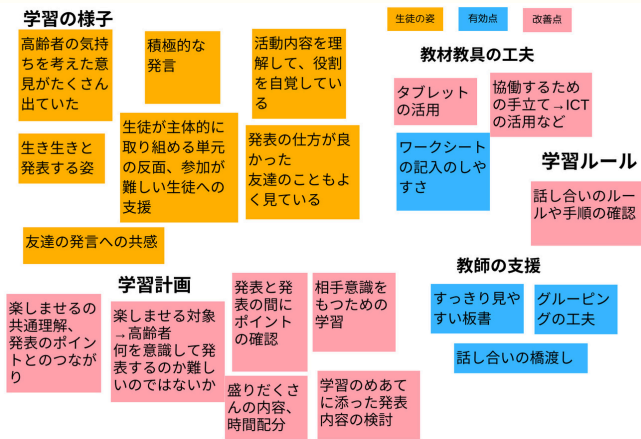 学習の様子
生徒の姿
有効点
改善点
高齢者の気持
ちを考えた意
見がたくさん
出ていた
積極的な
発言
活動内容を理
解して、役割
を自覚してい
る
生き生きと
発表する姿
生徒が主体的に
取り組める単元
の反面、参加が
難しい生徒への
支援
発表の仕方が良
かった
友達のこともよ
く見ている
友達の発言への共感
教材教具の工夫
タブレット
の活用
協働するため
の手立て→ICT
の活用など
ワークシート
の記入のしや
すさ
学習ルール
話し合いのルー
ルや手順の確認
学習計画
楽しませるの
共通理解、
発表のポイン
トとのつなが
り
楽しませる対象
→高齢者
何を意識して発
表するのか難し
いのではないか
発表と発
表の間に
ポイント
の確認
相手意識を
もつための
学習
盛りだくさ
んの内容、
時間配分
学習のめあて
に添った発表
内容の検討
教師の支援
すっきり見や
すい板書
グルーピン
グの工夫
話し合いの橋渡し